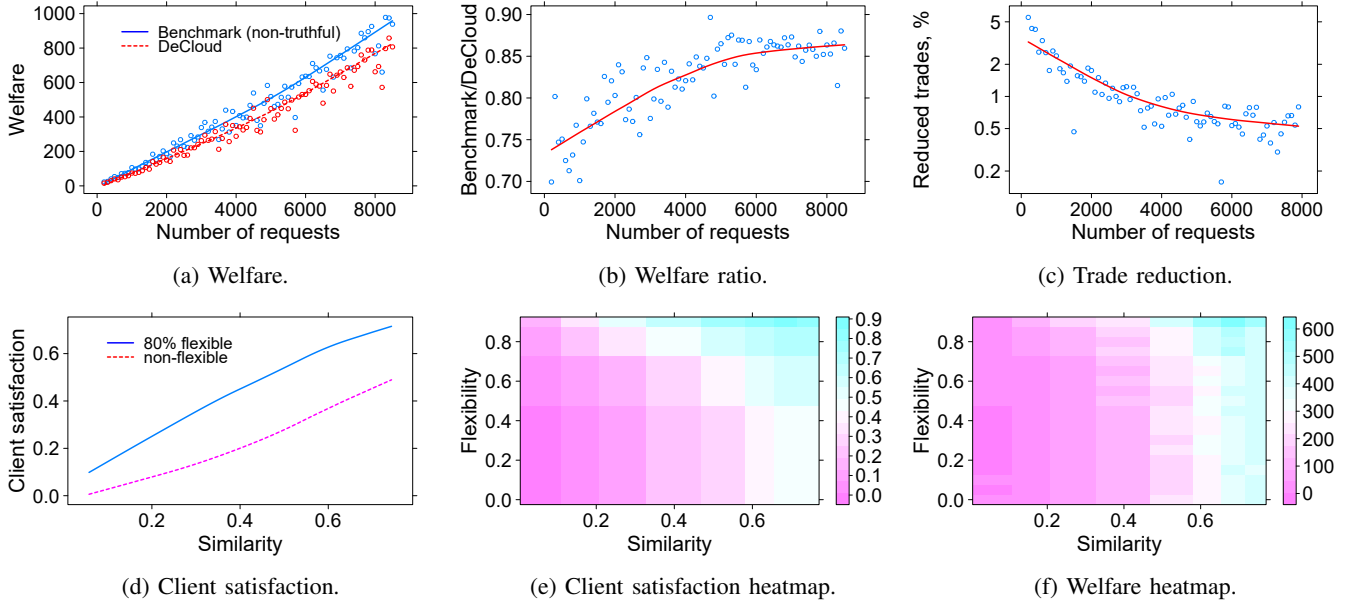 Welfare
1000
800
600
400
200
0
Benchmark (non-truthful)
DeCloud
0 2000 4000 6000 8000
Number of requests
(a) Welfare.
Benchmark/DeCloud
0.90
0.85
0.80
0.75
0.70
0 2000 4000 6000 8000
Number of requests
(b) Welfare ratio.
Reduced trades, %
5
2
1
0.5
0.2
0 2000 4000 6000 8000
Number of requests
(c) Trade reduction.
Client satisfaction
0.6
0.4
0.2
0.0
80% flexible
non-flexible
0.2 0.4 0.6
Similarity
(d) Client satisfaction.
Flexibility
0.8
0.6
0.4
0.2
0.0
0.2 0.4 0.6
Similarity
0.9
0.8
0.7
0.6
0.5
0.4
0.3
0.2
0.1
0.0
(e) Client satisfaction heatmap.
Flexibility
0.8
0.6
0.4
0.2
0.0
0.2 0.4 0.6
Similarity
600
500
400
300
200
100
0
(f) Welfare heatmap.